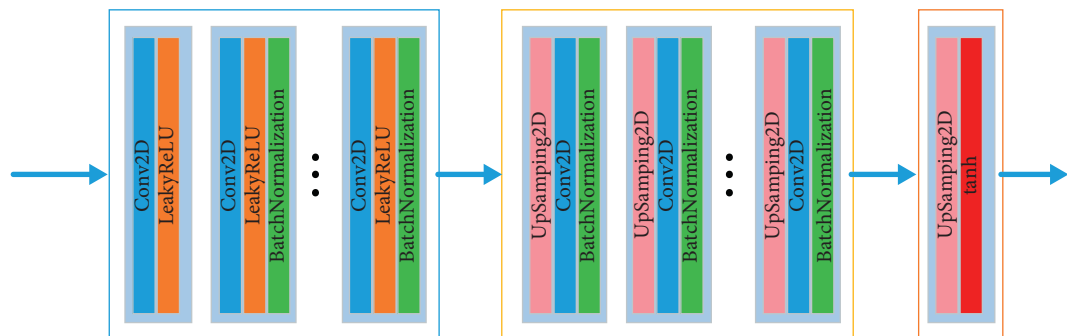 Conv2D
LeakyReLU
Conv2D
LeakyReLU
BatchNormalization
Conv2D
LeakyReLU
BatchNormalization
UpSampling2D
Conv2D
BatchNormalization
UpSampling2D
Conv2D
BatchNormalization
UpSampling2D
Conv2D
BatchNormalization
UpSampling2D
tanh